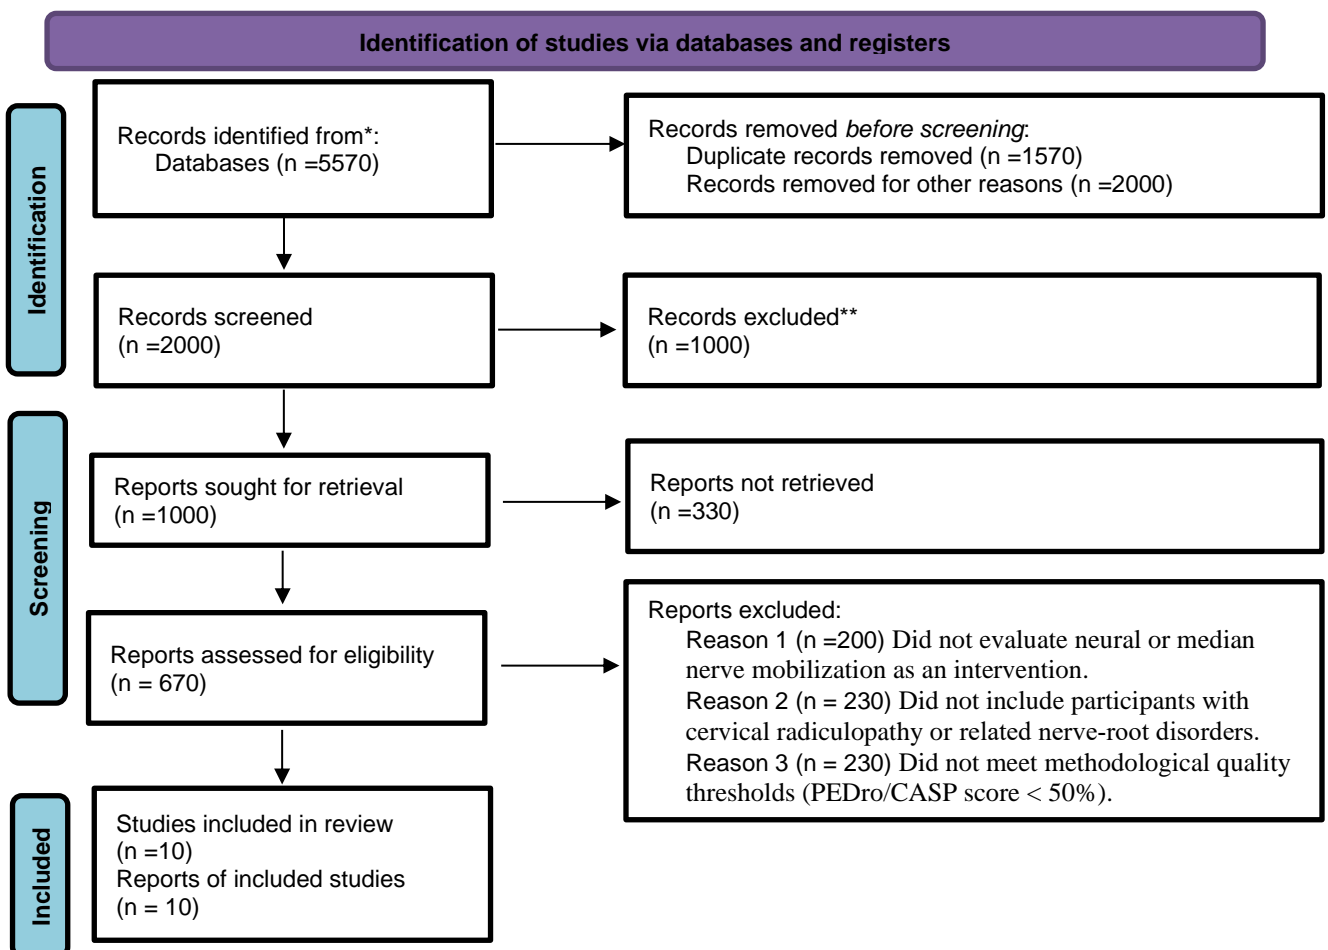 Identification of studies via databases and registers
Identification
Records identified from*:
Databases (n =5570)
Records removed before screening:
Duplicate records removed (n =1570)
Records removed for other reasons (n =2000)
Records screened
(n =2000)
Records excluded**
(n =1000)
Screening
Reports sought for retrieval
(n =1000)
Reports not retrieved
(n =330)
Reports assessed for eligibility
(n = 670)
Reports excluded:
Reason 1 (n =200) Did not evaluate neural or median
nerve mobilization as an intervention.
Reason 2 (n = 230) Did not include participants with
cervical radiculopathy or related nerve-root disorders.
Reason 3 (n = 230) Did not meet methodological quality
thresholds (PEDro/CASP score < 50%).
Included
Studies included in review
(n =10)
Reports of included studies
(n = 10)